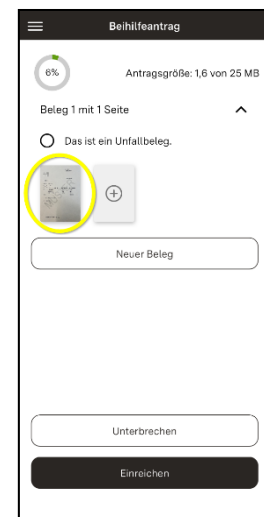 Beihilfeantrag
6%
Antragsgröße: 1,6 von 25 MB
Beleg 1 mit 1 Seite
Das ist ein Unfallbeleg.
Neuer Beleg
Unterbrechen
Einreichen